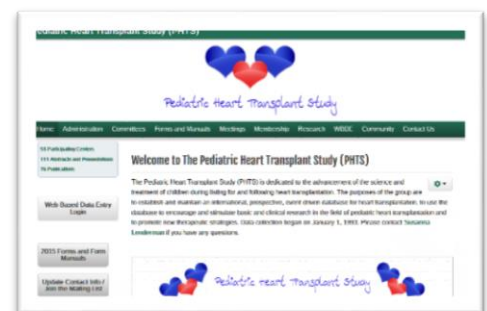 Pediatric Heart Transplant Study (PHTS)
Pediatric Heart Transplant Study
Home Administration Committees Forms and Manuals Meetings Membership Research WBDE Community Contact Us
Participating Centers
Abstracts and Presentations
Publications
Welcome to The Pediatric Heart Transplant Study (PHTS)
The Pediatric Heart Transplant Study (PHTS) is dedicated to the advancement of the science and
treatment of children during listing for and following heart transplantation. The purposes of the group are
to establish and maintain an international, prospective, event driven database for heart transplantation, to use the
database to encourage and stimulate basic and clinical research in the field of pediatric heart transplantation and
to promote new therapeutic strategies. Data collection began on January 1, 1993. Please contact Susanna
Lenderman if you have any questions.
Web Based Data Entry
Login
2015 Forms and Form
Manuals
Update Contact Info /
Join the Mailing List
Pediatric Heart Transplant Study